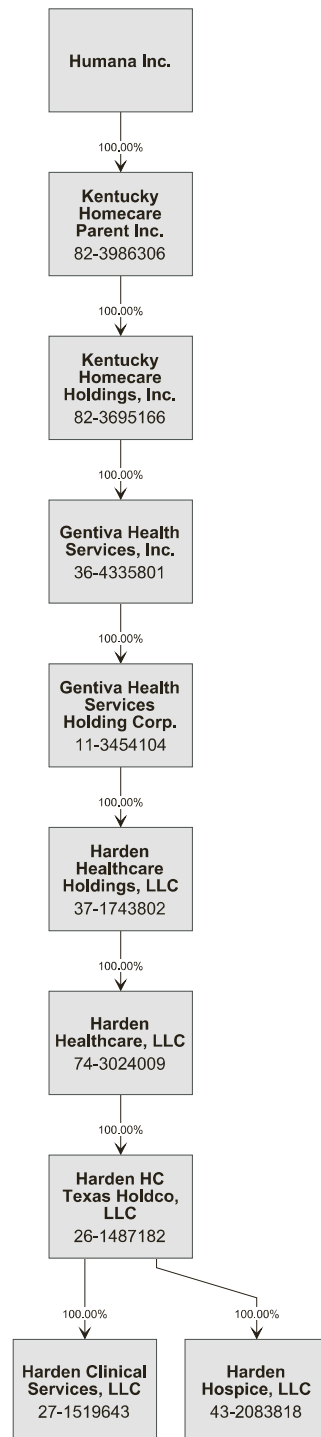 Humana Inc.
100.00%
Kentucky
Homecare
Parent Inc.
82-3986306
100.00%
Kentucky
Homecare
Holdings, Inc.
82-3695166
100.00%
Gentiva Health
Services, Inc.
36-4335801
100.00%
Gentiva Health
Services
Holding Corp.
11-3454104
100.00%
Harden
Healthcare
Holdings, LLC
37-1743802
100.00%
Harden
Healthcare, LLC
74-3024009
100.00%
Harden HC
Texas Holdco,
LLC
26-1487182
100.00%
100.00%
Harden Clinical
Services, LLC
27-1519643
Harden
Hospice, LLC
43-2083818